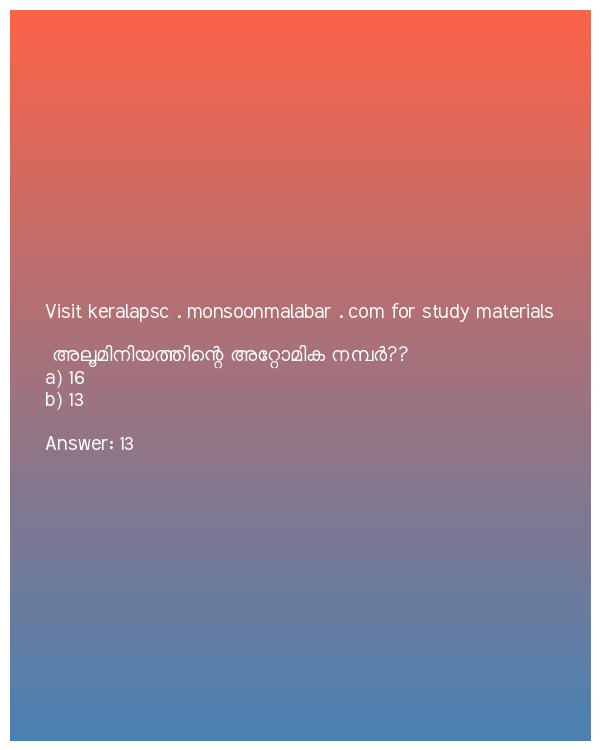 Visit keralapsc . monsoonmalabar . com for study materials
അലൂമിനിയത്തിന്റെ അറ്റോമിക നമ്പർ??
a) 16
b) 13
Answer: 13